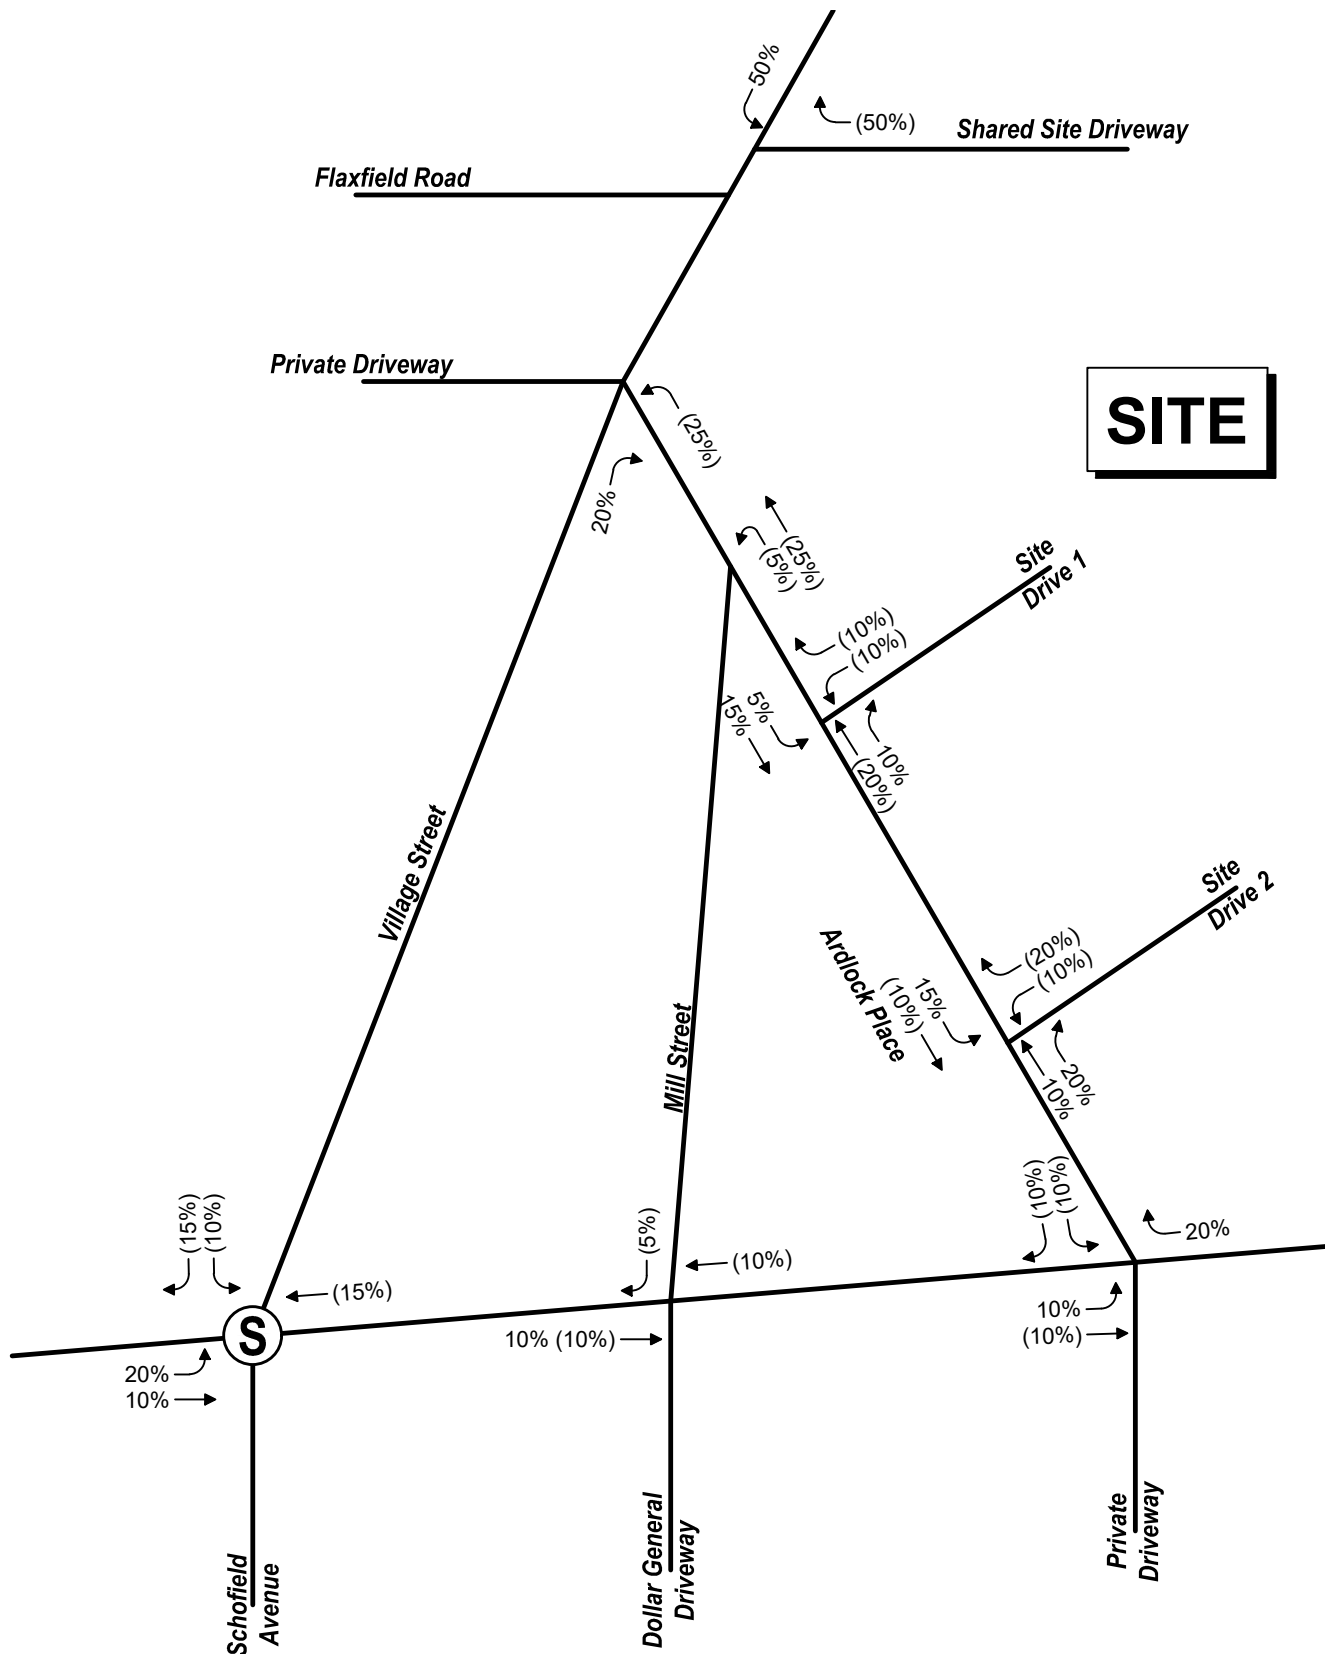 50%
(50%)
Shared Site Driveway
Flaxfield Road
Private Driveway
SITE
(25%)
20%
(25%)
(5%)
Site
Drive 1
(10%)
(10%)
5%
15%
10%
(20%)
Village Street
Site
Drive 2
(20%)
(10%)
Ardlock Place
15%
(10%)
20%
10%
Mill Street
(15%)
(10%)
(5%)
(10%)
(10%)
(10%)
20%
(15%)
S
10% (10%)
10%
(10%)
20%
10%
Schofield
Avenue
Dollar General
Driveway
Private
Driveway